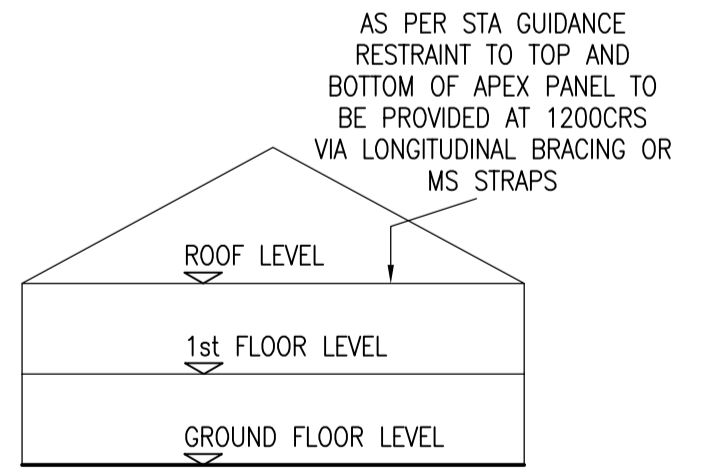 AS PER STA GUIDANCE
RESTRAINT TO TOP AND
BOTTOM OF APEX PANEL TO
BE PROVIDED AT 1200CRS
VIA LONGITUDINAL BRACING OR
MS STRAPS
ROOF LEVEL
1st FLOOR LEVEL
GROUND FLOOR LEVEL